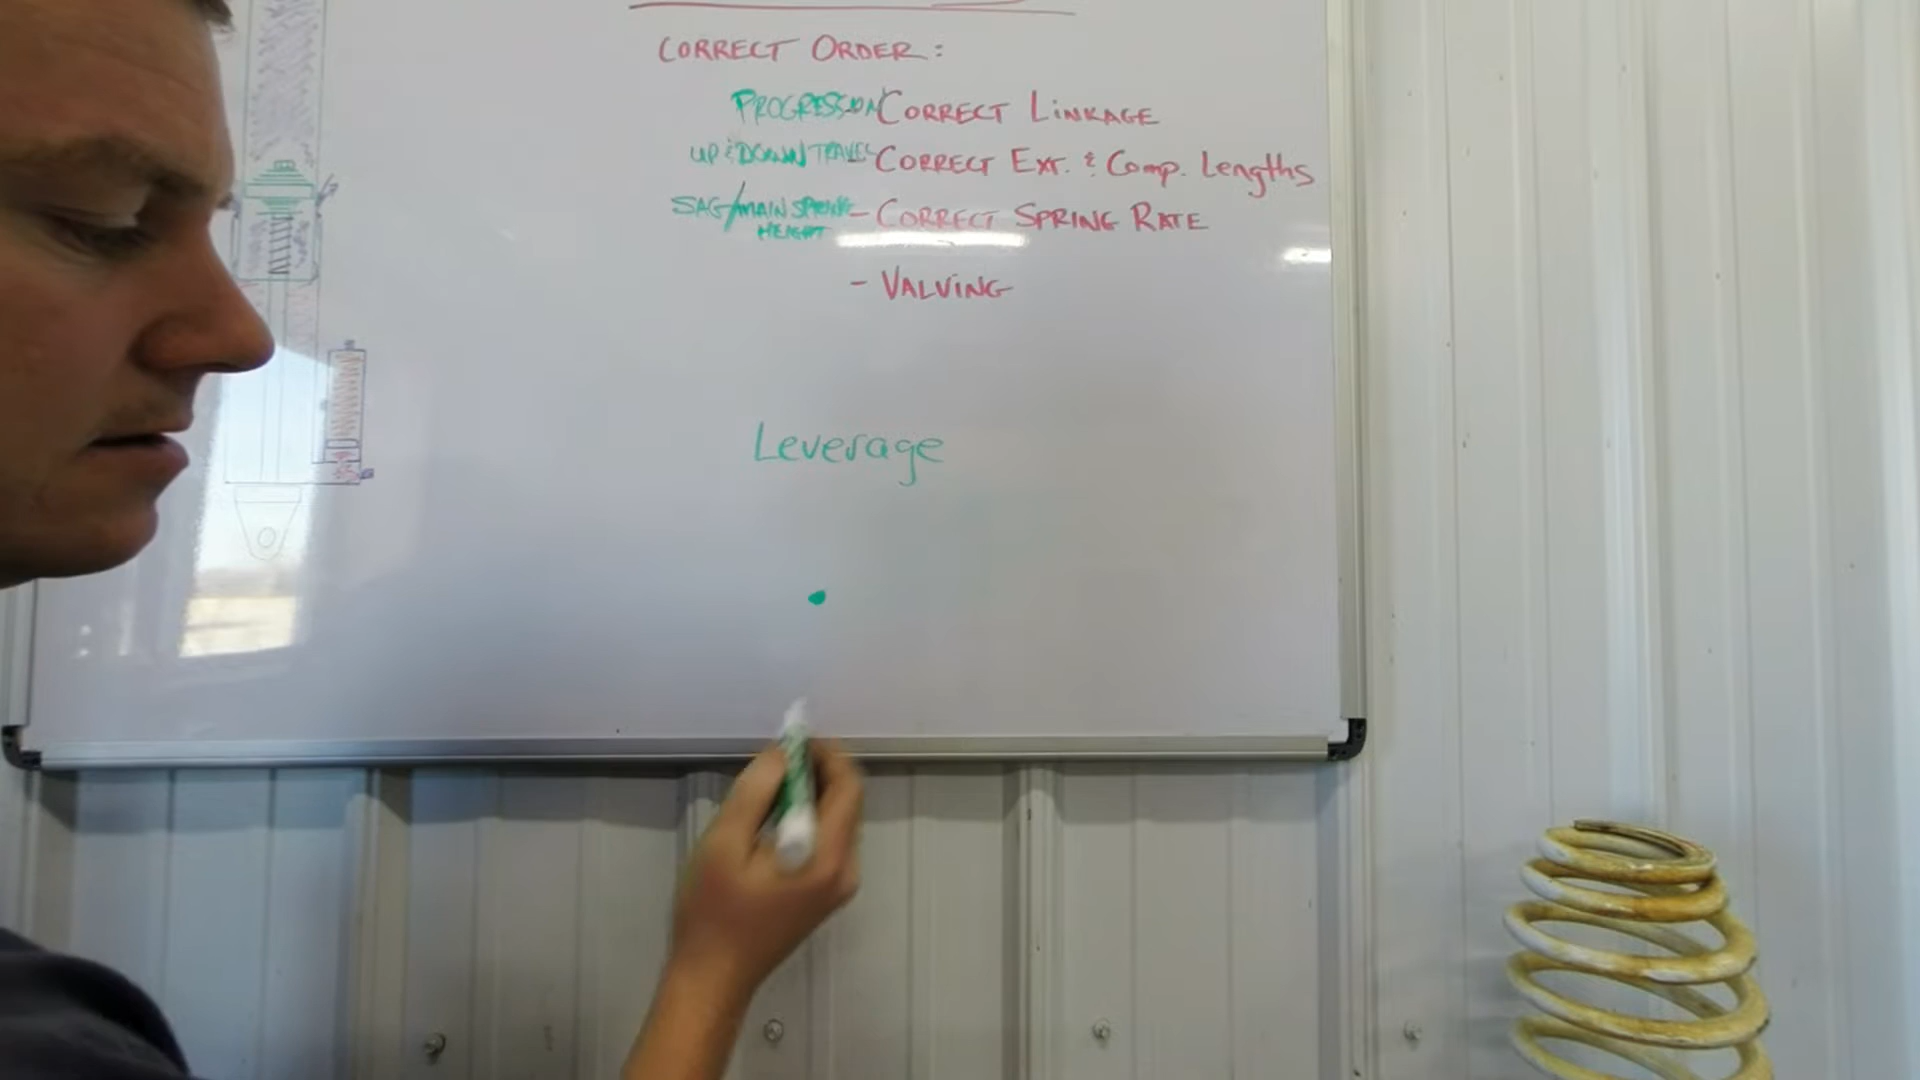 CORRECT ORDER:
PROGRESSION CORRECT LINKAGE
UP & DOWN TRAVEL CORRECT EXT. & Comp. Lengths
SAG/MAIN SPRING HEIGHT - CORRECT SPRING RATE
- VALVING
Leverage